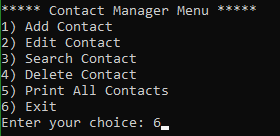 ***** Contact Manager Menu *****
1) Add Contact
2) Edit Contact
3) Search Contact
4) Delete Contact
5) Print All Contacts
6) Exit
Enter your choice: 6